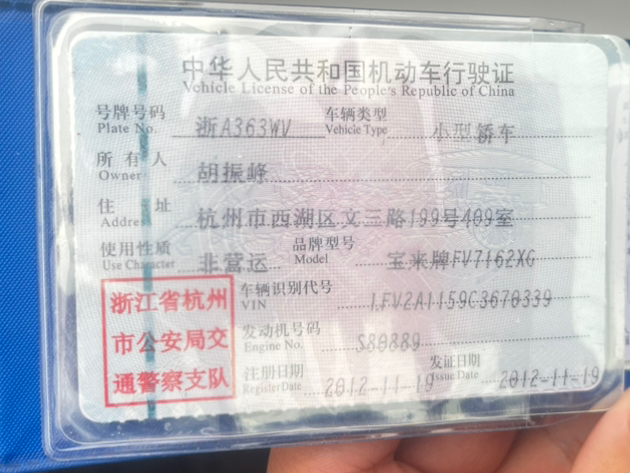 中华人民共和国机动车行驶证
Vehicle License of the People's Republic of China
号牌号码 浙A363WV 车辆类型 小型轿车
Plate No. Vehicle Type
所有人 胡振峰
Owner
住址 杭州市西湖区文三路199号409室
Address
使用性质 非营运 品牌型号 宝来牌FV7162XG
Use Character Model
浙江省杭州
市公安局交
通警察支队
车辆识别代号 LFV2A1159C3670339
VIN
发动机号码 S80889
Engine No.
注册日期 2012-11-19 发证日期 2012-11-19
Register Date Issue Date